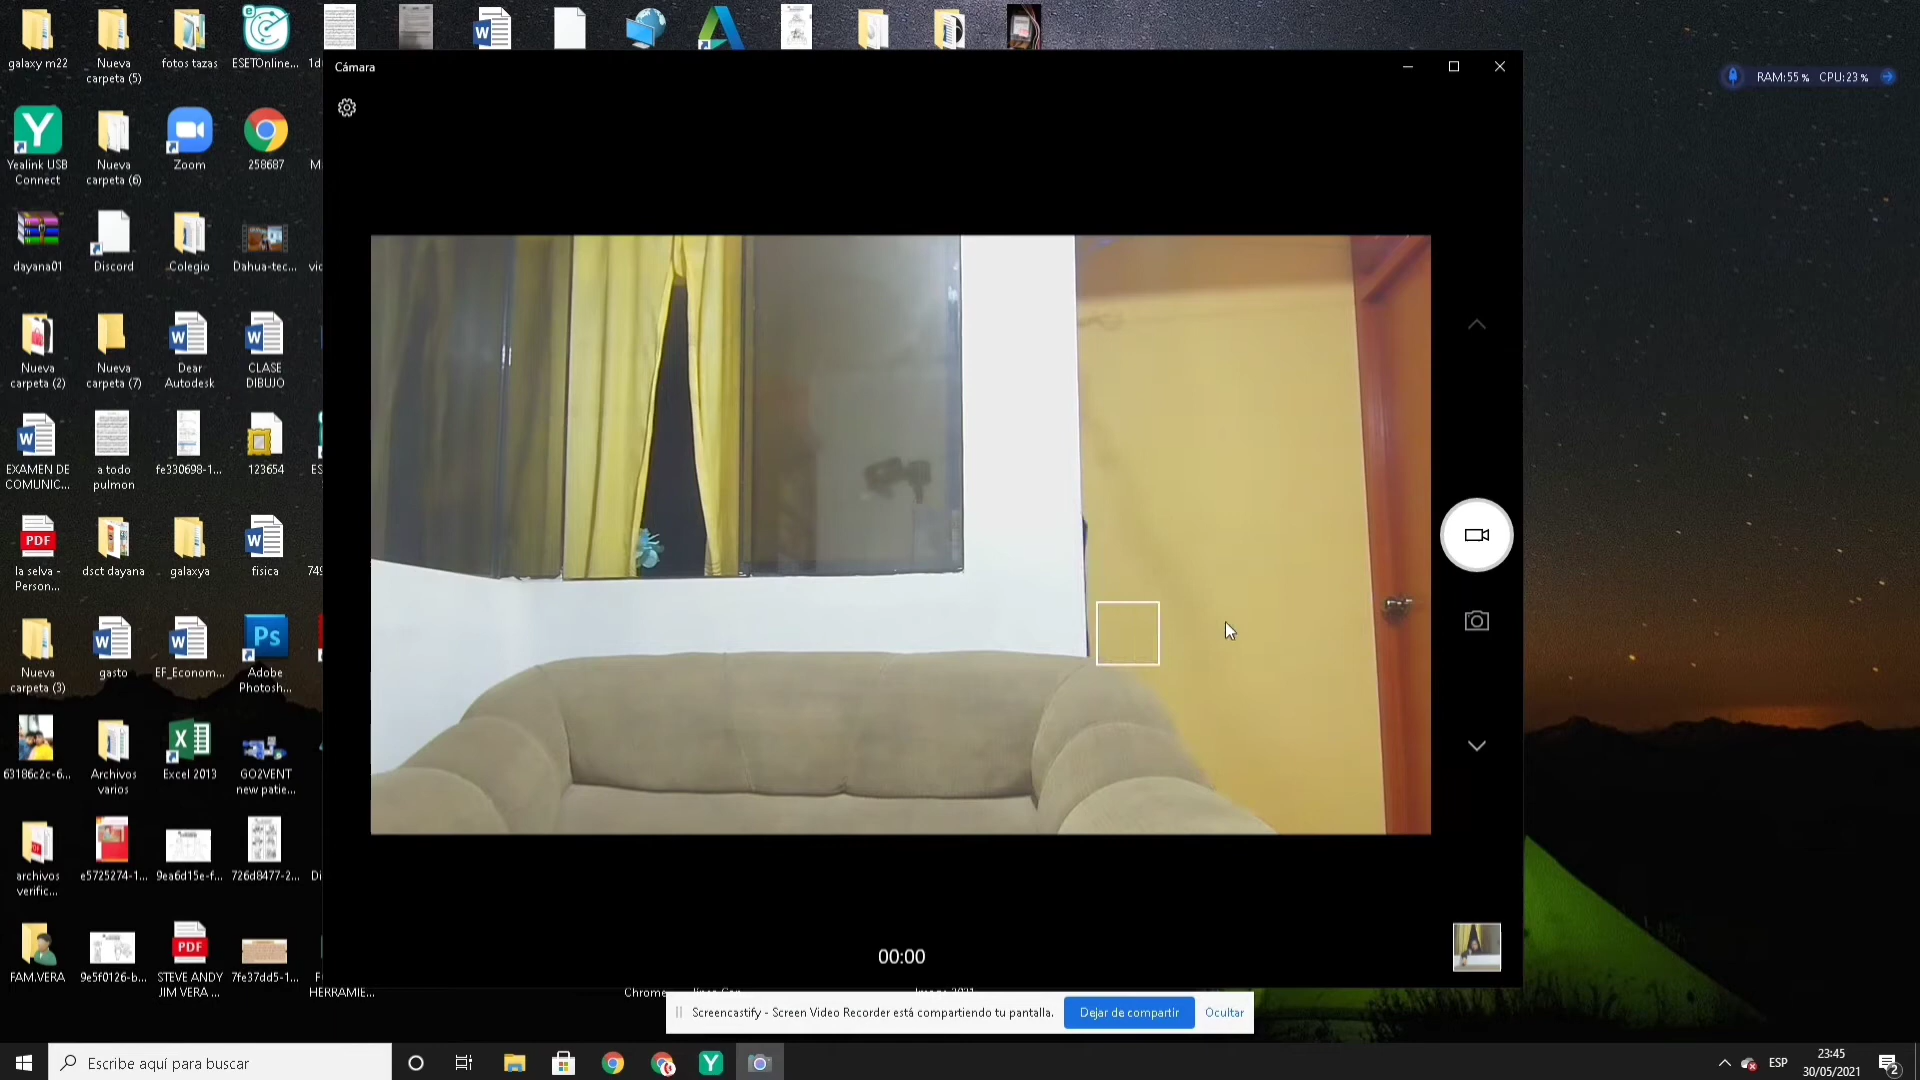 galaxy m22
Nueva
carpeta (5)
fotos tazas
ESETOnline...
Cámara
RAM:55 % CPU:23 %
Yealink USB
Connect
Nueva
carpeta (6)
Zoom
258687
dayana01
Discord
Colegio
Dahua-tec...
Nueva
carpeta (2)
Nueva
carpeta (7)
Dear
Autodesk
CLASE
DIBUJO
EXAMEN DE
COMUNIC...
a todo
pulmon
fe330698-1...
123654
la selva -
Person...
dsct dayana
galaxya
fisica
Nueva
carpeta (3)
gasto
EF_Econom...
Adobe
Photosh...
63186c2c-6...
Archivos
varios
Excel 2013
GO2VENT
new patie...
archivos
verific...
e5725274-1...
9ea6d15e-f...
726d8477-2...
FAM.VERA
9e5f0126-b...
STEVE ANDY
JIM VERA ...
7fe37dd5-1...
HERRAMIE...
00:00
Chrome
Screencastify - Screen Video Recorder está compartiendo tu pantalla.
Dejar de compartir
Ocultar
Escribe aquí para buscar
ESP
23:45
30/05/2021
2